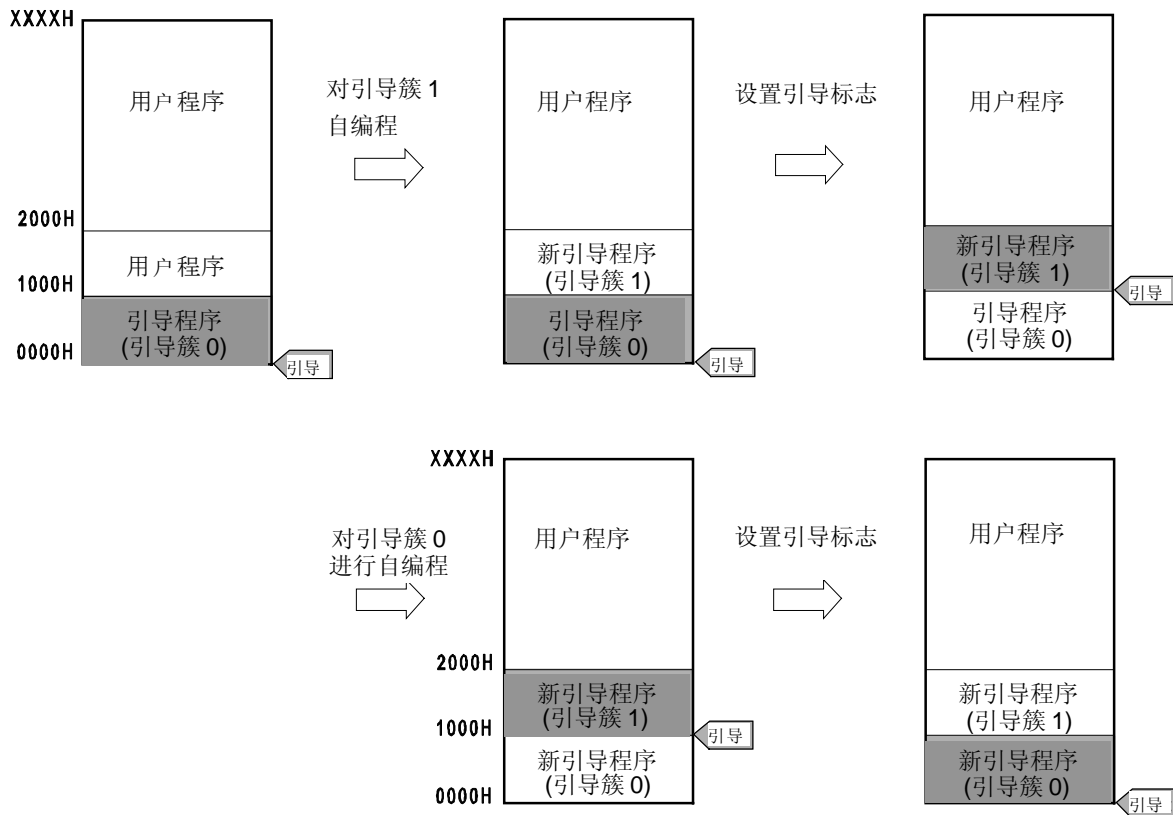 XXXXH
用户程序
2000H
用户程序
1000H
引导程序
(引导簇 0)
0000H
引导
对引导簇 1
自编程
用户程序
新引导程序
(引导簇 1)
引导程序
(引导簇 0)
引导
设置引导标志
用户程序
新引导程序
(引导簇 1)
引导
引导程序
(引导簇 0)
对引导簇 0
进行自编程
XXXXH
用户程序
2000H
新引导程序
(引导簇 1)
1000H
引导
新引导程序
(引导簇 0)
0000H
设置引导标志
用户程序
新引导程序
(引导簇 1)
新引导程序
(引导簇 0)
引导